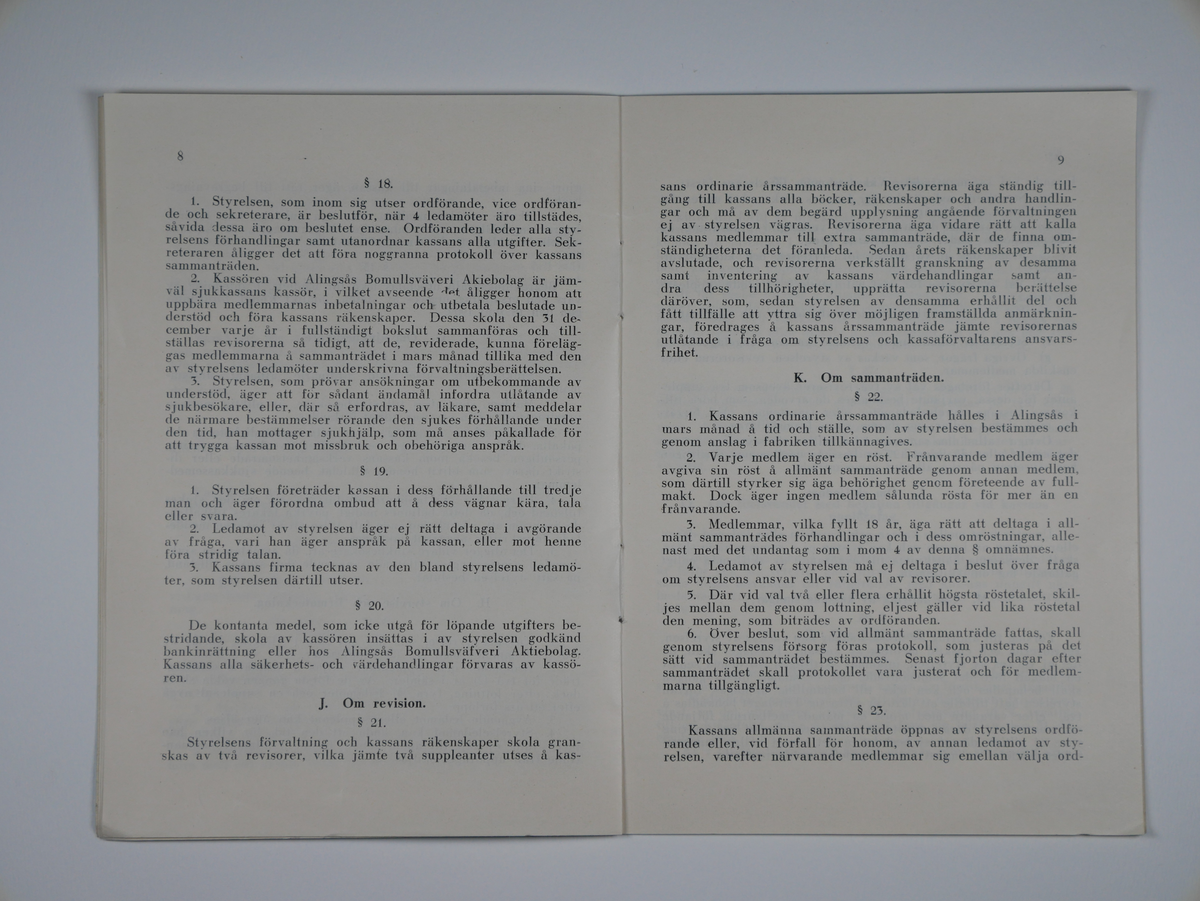 8
§ 18.
1. Styrelsen, som inom sig utser ordförande, vice ordföran-
de och sekreterare, är beslutför, när 4 ledamöter äro tillstädes,
såvida dessa äro om beslutet ense. Ordföranden leder alla sty-
relsens förhandlingar samt utanordnar kassans alla utgifter. Sek-
reteraren åligger det att föra noggranna protokoll över kassans
sammanträden.
2. Kassören vid Alingsås Bomullsväveri Akiebolag är jäm-
väl sjukkassans kassör, i vilket avseende det åligger honom att
uppbära medlemmarnas inbetalningar och utbetala beslutade un-
derstöd och föra kassans räkenskaper. Dessa skola den 31 de-
cember varje år i fullständigt bokslut sammanföras och till-
ställas revisorerna så tidigt, att de, reviderade, kunna föreläg-
gas medlemmarna å sammanträdet i mars månad tillika med den
av styrelsens ledamöter underskrivna förvaltningsberättelsen.
3. Styrelsen, som prövar ansökningar om utbekommande av
understöd, äger att för sådant ändamål infordra utlåtande av
sjukbesökare, eller, där så erfordras, av läkare, samt meddelar
de närmare bestämmelser rörande den sjukes förhållande under
den tid, han mottager sjukhjälp, som må anses påkallade för
att trygga kassan mot missbruk och obehöriga anspråk.
§ 19.
1. Styrelsen företräder kassan i dess förhållande till tredje
man och äger förordna ombud att å dess vägnar kära, tala
eller svara.
2. Ledamot av styrelsen äger ej rätt deltaga i avgörande
av fråga, vari han äger anspråk på kassan, eller mot henne
föra stridig talan.
3. Kassans firma tecknas av den bland styrelsens ledamö-
ter, som styrelsen därtill utser.
§ 20.
De kontanta medel, som icke utgå för löpande utgifters be-
stridande, skola av kassören insättas i av styrelsen godkänd
bankinrättning eller hos Alingsås Bomullsväfveri Aktiebolag.
Kassans alla säkerhets- och värdehandlingar förvaras av kassö-
ren.
J. Om revision.
§ 21.
Styrelsens förvaltning och kassans räkenskaper skola gran-
skas av två revisorer, vilka jämte två suppleanter utses å kas-
9
sans ordinarie årssammanträde. Revisorerna äga ständig till-
gång till kassans alla böcker, räkenskaper och andra handlin-
gar och må av dem begärd upplysning angående förvaltningen
ej av styrelsen vägras. Revisorerna äga vidare rätt att kalla
kassans medlemmar till extra sammanträde, där de finna om-
ständigheterna det föranleda. Sedan årets räkenskaper blivit
avslutade, och revisorerna verkställt granskning av desamma
samt inventering av kassans värdehandlingar samt an-
dra dess tillhörigheter, upprätta revisorerna berättelse
däröver, som, sedan styrelsen av densamma erhållit del och
fått tillfälle att yttra sig över möjligen framställda anmärknin-
gar, föredrages å kassans årssammanträde jämte revisorernas
utlåtande i fråga om styrelsens och kassaförvaltarens ansvars-
frihet.
K. Om sammanträden.
§ 22.
1. Kassans ordinarie årssammanträde hålles i Alingsås i
mars månad å tid och ställe, som av styrelsen bestämmes och
genom anslag i fabriken tillkännagives.
2. Varje medlem äger en röst. Frånvarande medlem äger
avgiva sin röst å allmänt sammanträde genom annan medlem,
som därtill styrker sig äga behörighet genom företeende av full-
makt. Dock äger ingen medlem sålunda rösta för mer än en
frånvarande.
3. Medlemmar, vilka fyllt 18 år, äga rätt att deltaga i all-
mänt sammanträdes förhandlingar och i dess omröstningar, alle-
nast med det undantag som i mom 4 av denna § omnämnes.
4. Ledamot av styrelsen må ej deltaga i beslut över fråga
om styrelsens ansvar eller vid val av revisorer.
5. Där vid val två eller flera erhållit högsta röstetalet, skil-
jes mellan dem genom lottning, eljest gäller vid lika röstetal
den mening, som biträdes av ordföranden.
6. Över beslut, som vid allmänt sammanträde fattas, skall
genom styrelsens försorg föras protokoll, som justeras på det
sätt vid sammanträdet bestämmes. Senast fjorton dagar efter
sammanträdet skall protokollet vara justerat och för medlem-
marna tillgängligt.
§ 23.
Kassans allmänna sammanträde öppnas av styrelsens ordfö-
rande eller, vid förfall för honom, av annan ledamot av sty-
relsen, varefter närvarande medlemmar sig emellan välja ord-